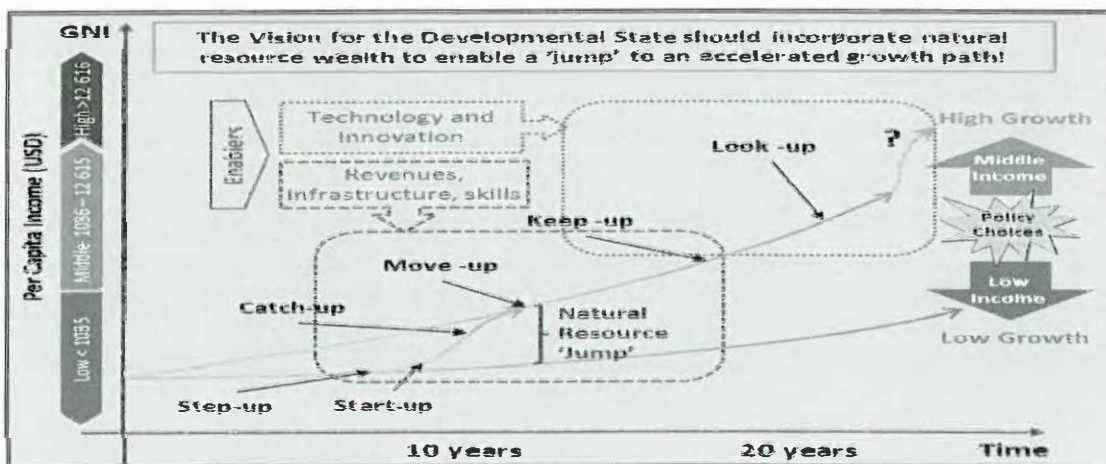 GNI
The Vision for the Developmental State should incorporate natural
resource wealth to enable a 'jump' to an accelerated growth path!
Per Capita Income (USD)
High>12 616
Middle 1036 – 12 615
Low < 1035
Enablers
Technology and
Innovation
Revenues,
infrastructure, skills
Look -up
?
High Growth
Middle
Income
Policy
Choices
Low
Income
Low Growth
Keep -up
Move -up
Catch-up
Natural
Resource
'Jump'
Step-up
Start-up
10 years
20 years
Time